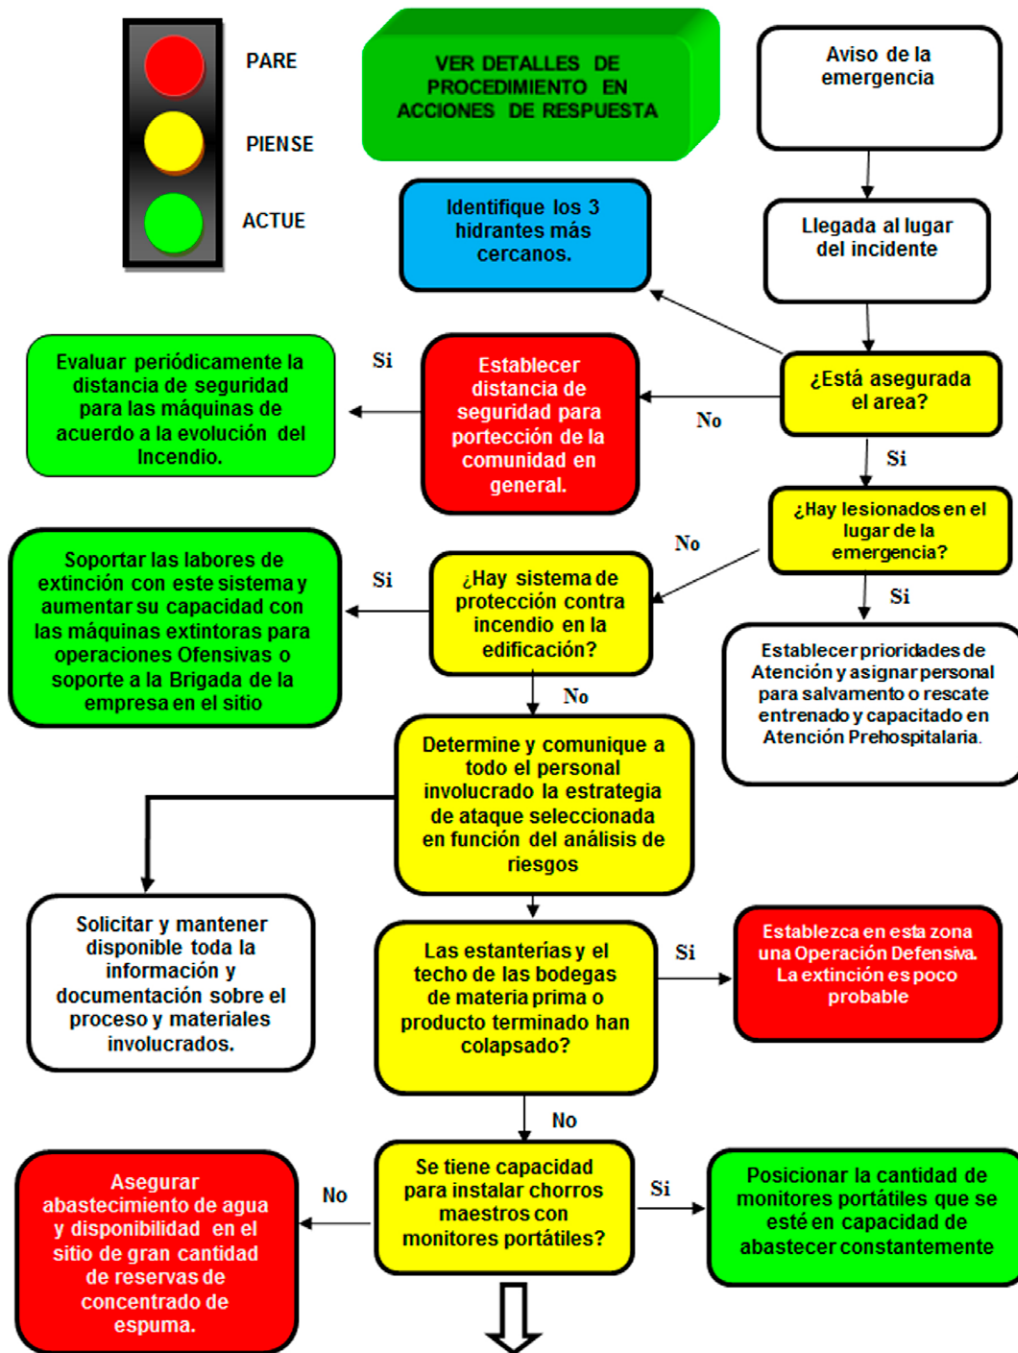 PARE
PIENSE
ACTUE
VER DETALLES DE
PROCEDIMIENTO EN
ACCIONES DE RESPUESTA
Aviso de la
emergencia
Identifique los 3
hidrantes más
cercanos.
Llegada al lugar
del incidente
Evaluar periódicamente la
distancia de seguridad
para las máquinas de
acuerdo a la evolución del
Incendio.
Si
Establecer
distancia de
seguridad para
portección de la
comunidad en
general.
No
¿Está asegurada
el area?
Si
¿Hay lesionados en el
lugar de la
emergencia?
No
Si
Soportar las labores de
extinción con este sistema y
aumentar su capacidad con
las máquinas extintoras para
operaciones Ofensivas o
soporte a la Brigada de la
empresa en el sitio
Si
¿Hay sistema de
protección contra
incendio en la
edificación?
No
Establecer prioridades de
Atención y asignar personal
para salvamento o rescate
entrenado y capacitado en
Atención Prehospitalaria.
Determine y comunique a
todo el personal
involucrado la estrategia
de ataque seleccionada
en función del análisis de
riesgos
Solicitar y mantener
disponible toda la
información y
documentación sobre el
proceso y materiales
involucrados.
Las estanterías y el
techo de las bodegas
de materia prima o
producto terminado han
colapsado?
Si
Establezca en esta zona
una Operación Defensiva.
La extinción es poco
probable
No
Asegurar
abastecimiento de agua
y disponibilidad en el
sitio de gran cantidad
de reservas de
concentrado de
espuma.
No
Se tiene capacidad
para instalar chorros
maestros con
monitores portátiles?
Si
Posicionar la cantidad de
monitores portátiles que se
esté en capacidad de
abastecer constantemente